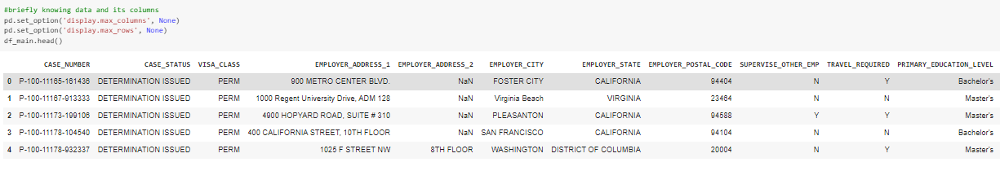 #briefly knowing data and its columns
pd.set_option('display.max_columns', None)
pd.set_option('display.max_rows', None)
df_main.head()
CASE_NUMBER CASE_STATUS VISA_CLASS EMPLOYER_ADDRESS_1 EMPLOYER_ADDRESS_2 EMPLOYER_CITY EMPLOYER_STATE EMPLOYER_POSTAL_CODE SUPERVISE_OTHER_EMP TRAVEL_REQUIRED PRIMARY_EDUCATION_LEVEL
0 P-100-11165-161436 DETERMINATION ISSUED PERM 900 METRO CENTER BLVD. NaN FOSTER CITY CALIFORNIA 94404 N Y Bachelor's
1 P-100-11167-913333 DETERMINATION ISSUED PERM 1000 Regent University Drive, ADM 128 NaN Virginia Beach VIRGINIA 23464 N N Master's
2 P-100-11173-199106 DETERMINATION ISSUED PERM 4900 HOPYARD ROAD, SUITE # 310 NaN PLEASANTON CALIFORNIA 94588 Y Y Master's
3 P-100-11178-104540 DETERMINATION ISSUED PERM 400 CALIFORNIA STREET, 10TH FLOOR NaN SAN FRANCISCO CALIFORNIA 94104 N N Bachelor's
4 P-100-11178-932337 DETERMINATION ISSUED PERM 1025 F STREET NW 8TH FLOOR WASHINGTON DISTRICT OF COLUMBIA 20004 N Y Master's